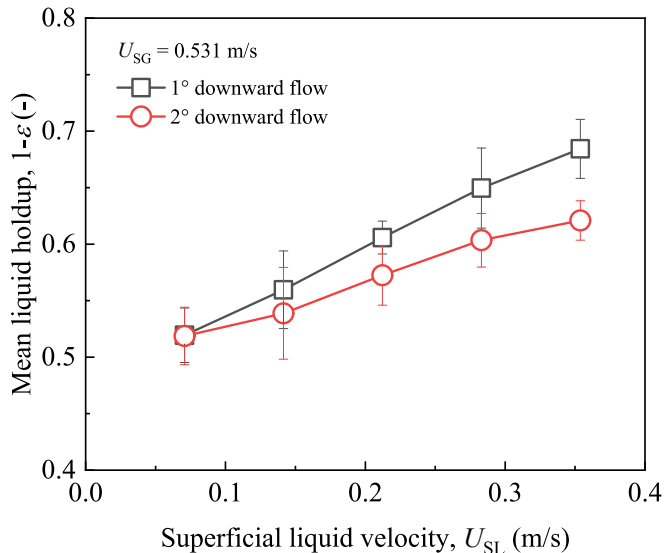 0.8
0.7
0.6
0.5
0.4
Mean liquid holdup, 1-ε (-)
U_SG = 0.531 m/s
1° downward flow
2° downward flow
0.0 0.1 0.2 0.3 0.4
Superficial liquid velocity, U_SL (m/s)